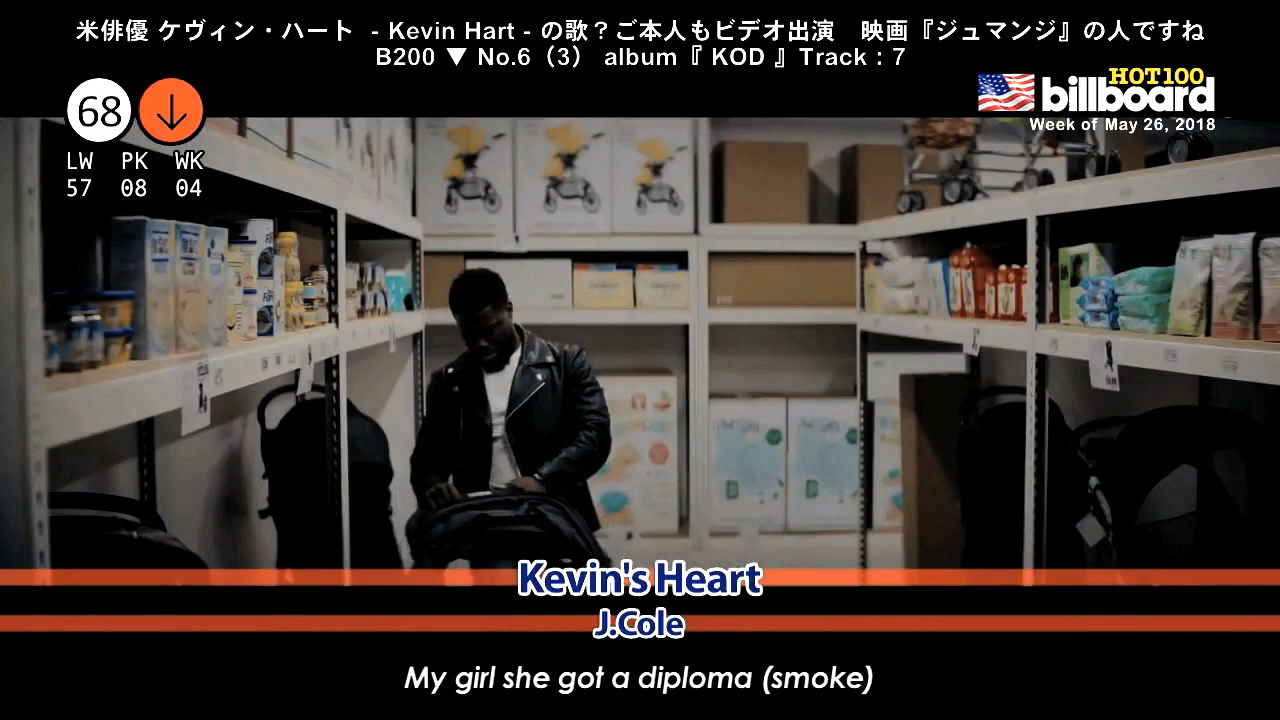 米俳優 ケヴィン・ハート - Kevin Hart - の歌？ご本人もビデオ出演　映画『ジュマンジ』の人ですね
B200 ▼ No.6（3） album『 KOD 』Track : 7
68 ↓
HOT100
billboard
Week of May 26, 2018
LW PK WK
57 08 04
Kevin's Heart
J.Cole
My girl she got a diploma (smoke)